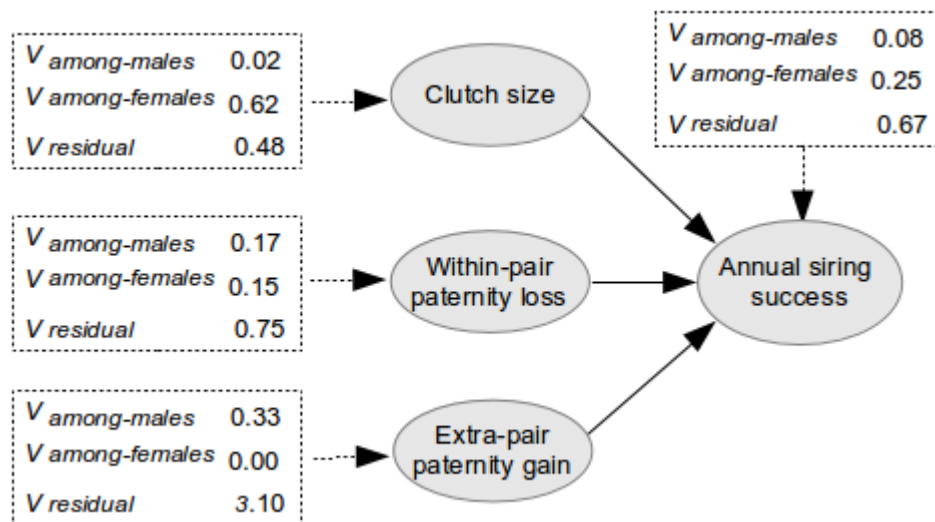 V among-males 0.02
V among-females 0.62
V residual 0.48
Clutch size
V among-males 0.08
V among-females 0.25
V residual 0.67
V among-males 0.17
V among-females 0.15
V residual 0.75
Within-pair
paternity loss
Annual siring
success
V among-males 0.33
V among-females 0.00
V residual 3.10
Extra-pair
paternity gain